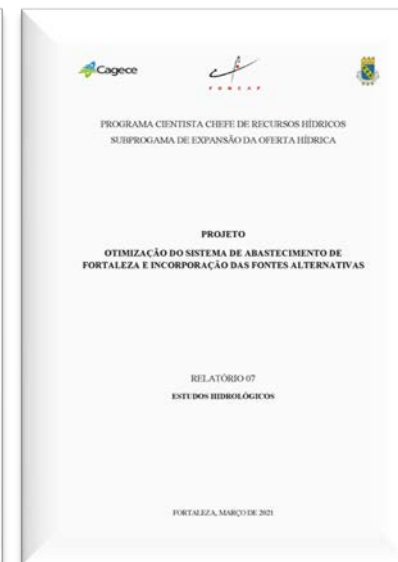 Cagece
FUNCAP
PROGRAMA CIENTISTA CHEFE DE RECURSOS HÍDRICOS
SUBPROGAMA DE EXPANSÃO DA OFERTA HÍDRICA
PROJETO
OTIMIZAÇÃO DO SISTEMA DE ABASTECIMENTO DE
FORTALEZA E INCORPORAÇÃO DAS FONTES ALTERNATIVAS
RELATÓRIO 07
ESTUDOS HIDROLÓGICOS
FORTALEZA, MARÇO DE 2021